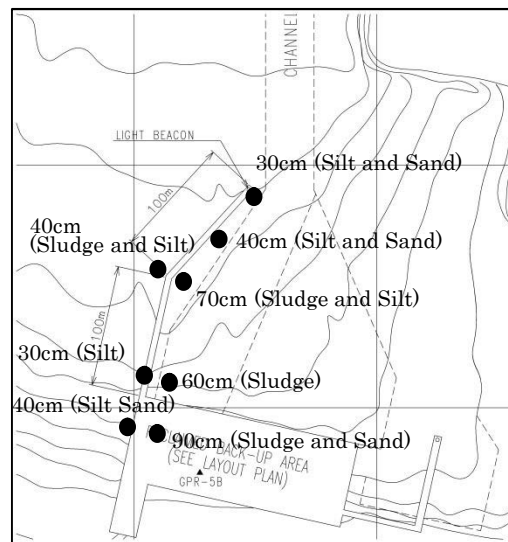 CHANNEL
LIGHT BEACON
30cm (Silt and Sand)
100m
40cm
(Sludge and Silt)
40cm (Silt and Sand)
70cm (Sludge and Silt)
100m
30cm (Silt)
60cm (Sludge)
40cm (Silt Sand)
90cm (Sludge and Sand)
BACK-UP AREA
(SEE LAYOUT PLAN)
GPR-5B